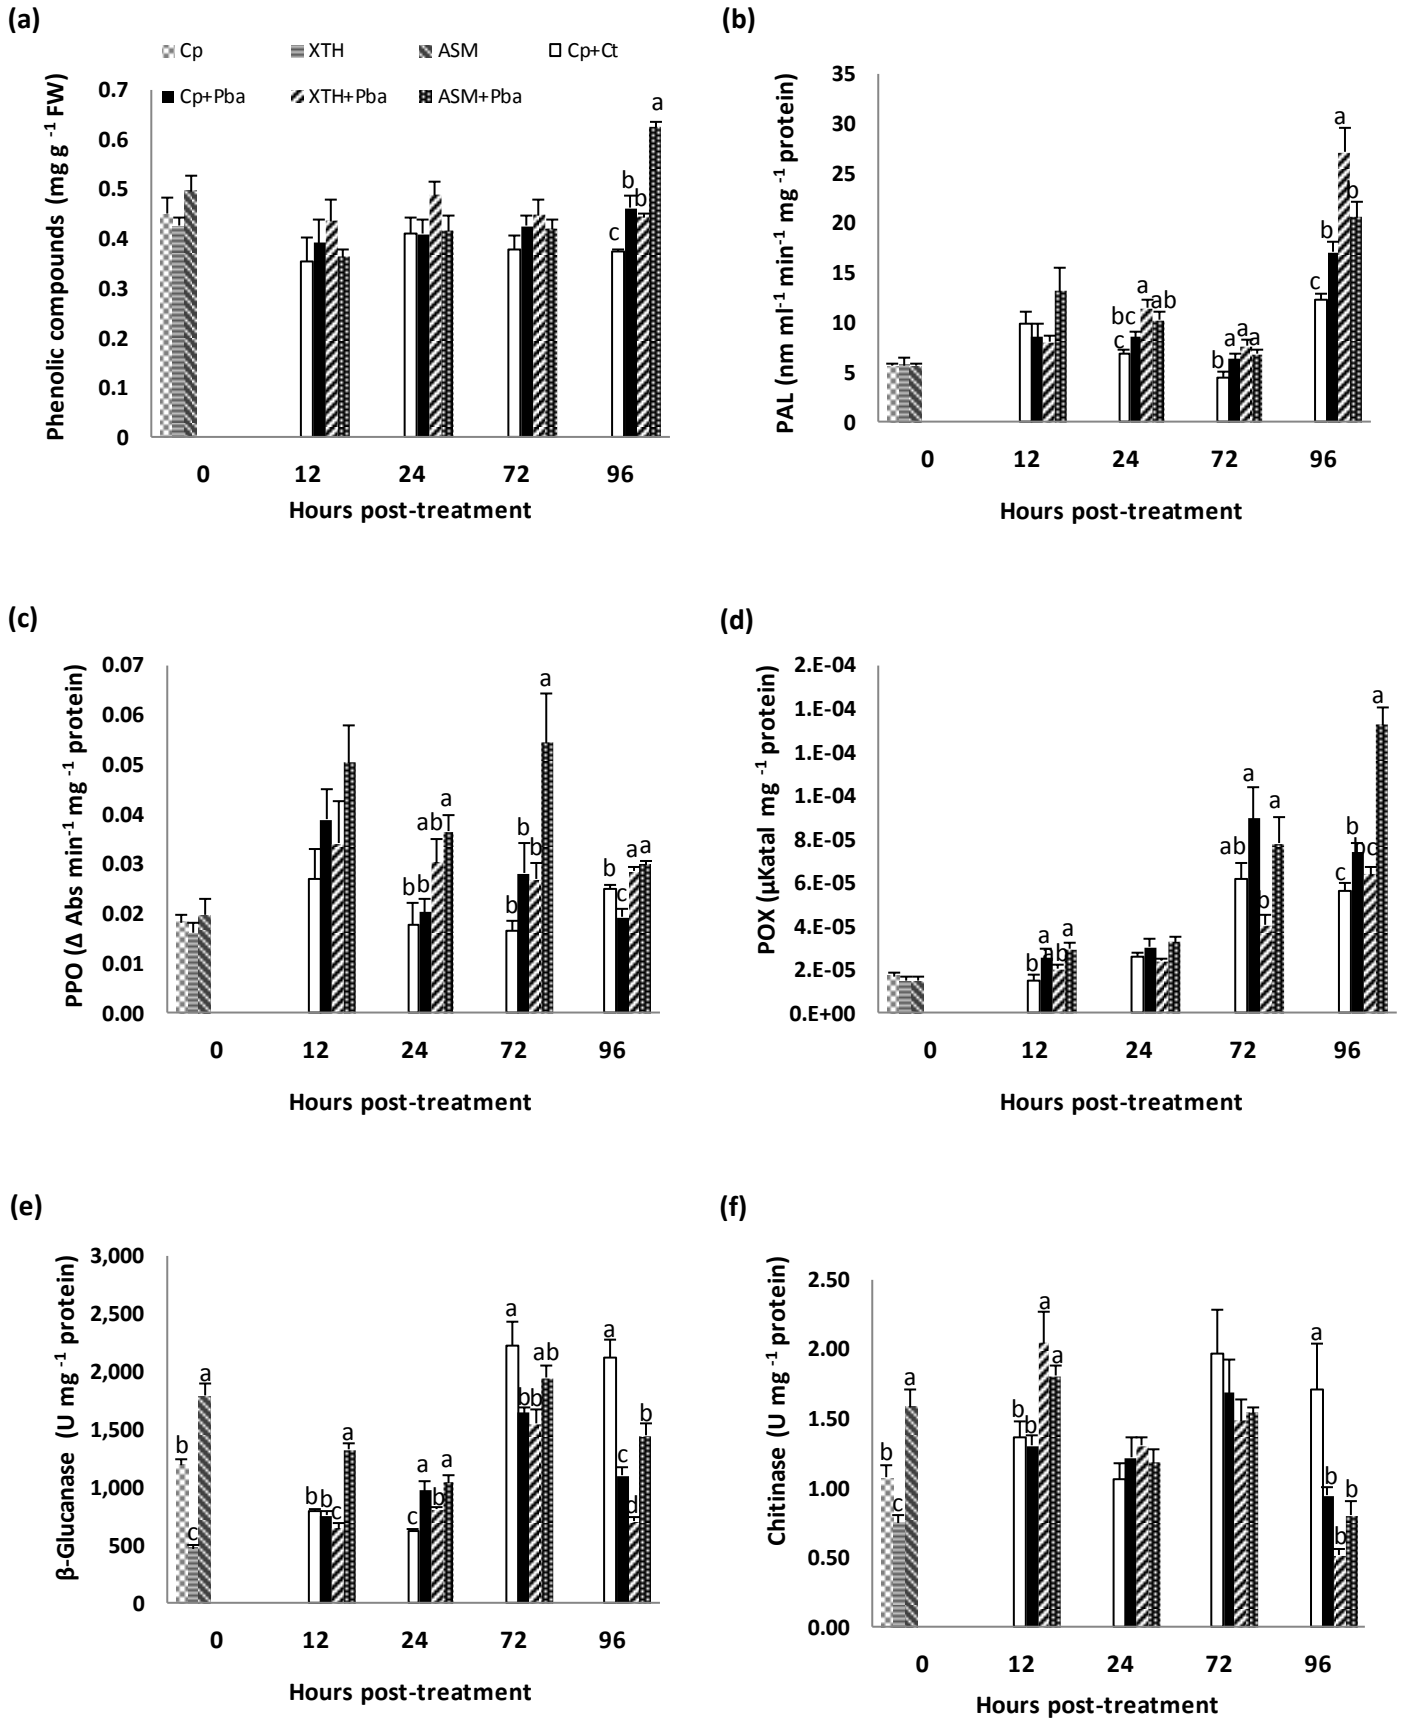 (a)
Cp XTH ASM Cp+Ct
Cp+Pba XTH+Pba ASM+Pba
Phenolic compounds (mg g -1 FW)
0.7
0.6
0.5
0.4
0.3
0.2
0.1
0
a
b
b
c
0 12 24 72 96
Hours post-treatment
(b)
PAL (nm ml-1 min-1 mg -1 protein)
35
30
25
20
15
10
5
0
c bc a ab
b a a a
c b a b
0 12 24 72 96
Hours post-treatment
(c)
PPO (Δ Abs min-1 mg -1 protein)
0.07
0.06
0.05
0.04
0.03
0.02
0.01
0.00
b b ab a
b b b a
b c a a
0 12 24 72 96
Hours post-treatment
(d)
POX (µKatal mg -1 protein)
2.E-04
1.E-04
1.E-04
1.E-04
8.E-05
6.E-05
4.E-05
2.E-05
0.E+00
b a ab a
ab a b a
c b bc a
0 12 24 72 96
Hours post-treatment
(e)
β-Glucanase (U mg -1 protein)
3,000
2,500
2,000
1,500
1,000
500
0
b c a
b b c a
c a b a
a b b ab
a c d b
0 12 24 72 96
Hours post-treatment
(f)
Chitinase (U mg -1 protein)
2.50
2.00
1.50
1.00
0.50
0.00
b c a
b b a a
a b b b
0 12 24 72 96
Hours post-treatment